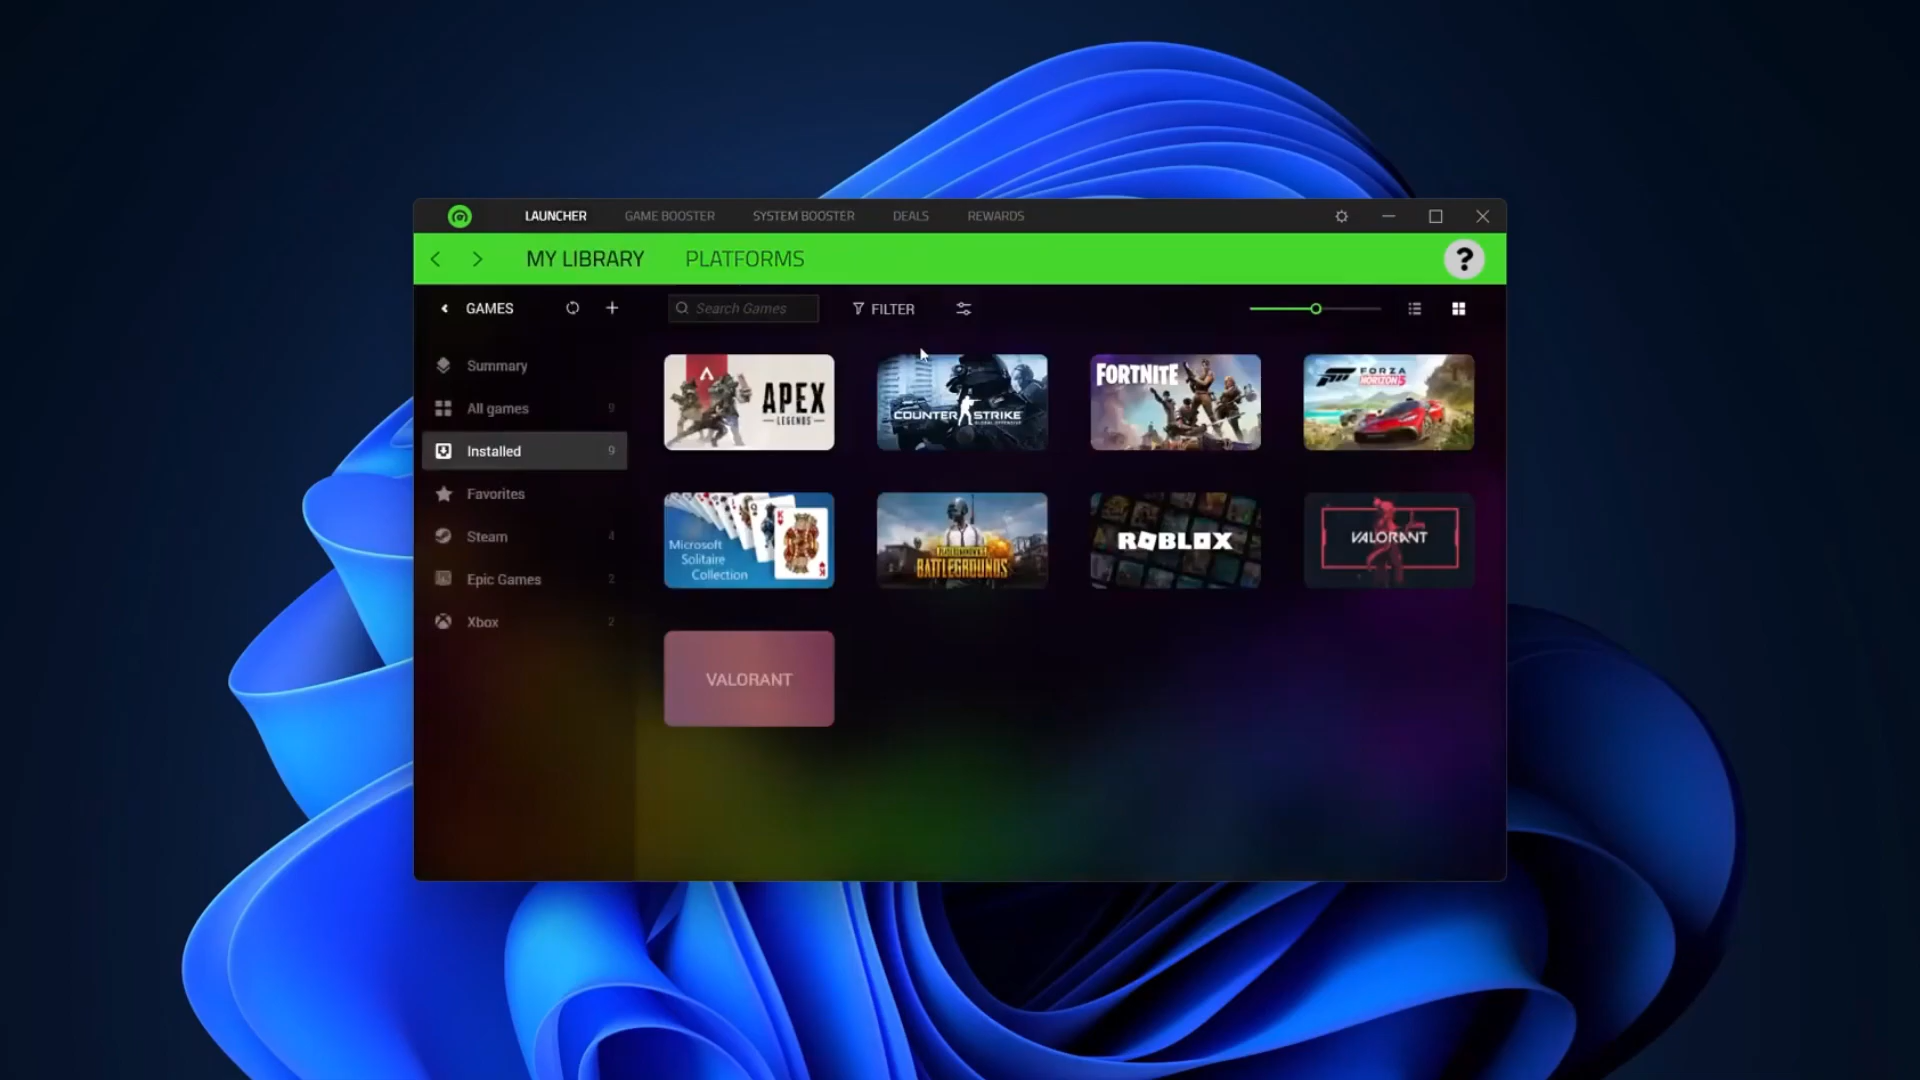 LAUNCHER GAME BOOSTER SYSTEM BOOSTER DEALS REWARDS
MY LIBRARY PLATFORMS ?
GAMES Search Games FILTER
Summary
All games 9
Installed 9
Favorites
Steam 4
Epic Games 2
Xbox 2
APEX
LEGENDS
COUNTER STRIKE
GLOBAL OFFENSIVE
FORTNITE
FORZA
HORIZON 5
Microsoft
Solitaire
Collection
K
Q
PLAYERUNKNOWN'S
BATTLEGROUNDS
ROBLOX
VALORANT
VALORANT